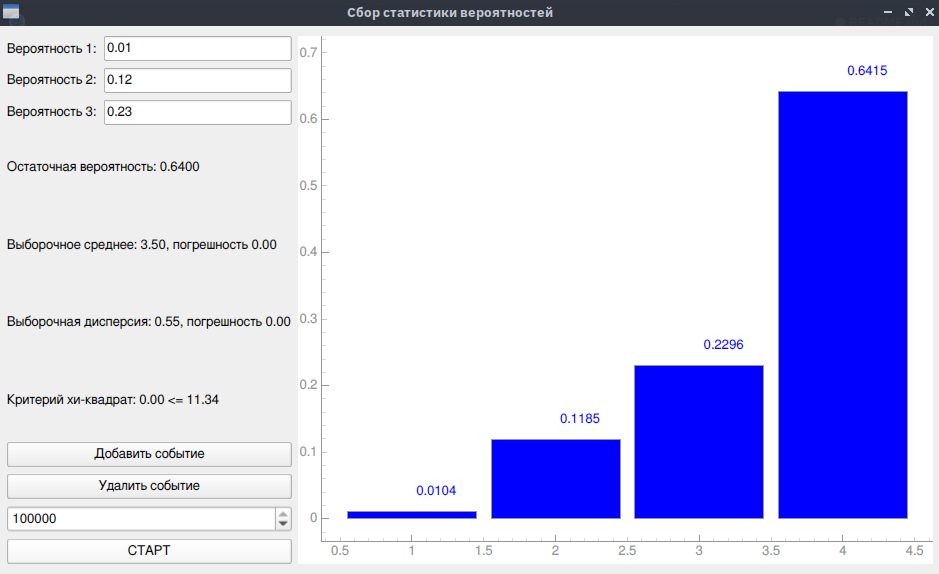 Сбор статистики вероятностей
Вероятность 1: 0.01
Вероятность 2: 0.12
Вероятность 3: 0.23
Остаточная вероятность: 0.6400
Выборочное среднее: 3.50, погрешность 0.00
Выборочная дисперсия: 0.55, погрешность 0.00
Критерий хи-квадрат: 0.00 <= 11.34
Добавить событие
Удалить событие
100000
СТАРТ
0.7
0.6
0.5
0.4
0.3
0.2
0.1
0
0.6415
0.2296
0.1185
0.0104
0.5 1 1.5 2 2.5 3 3.5 4 4.5